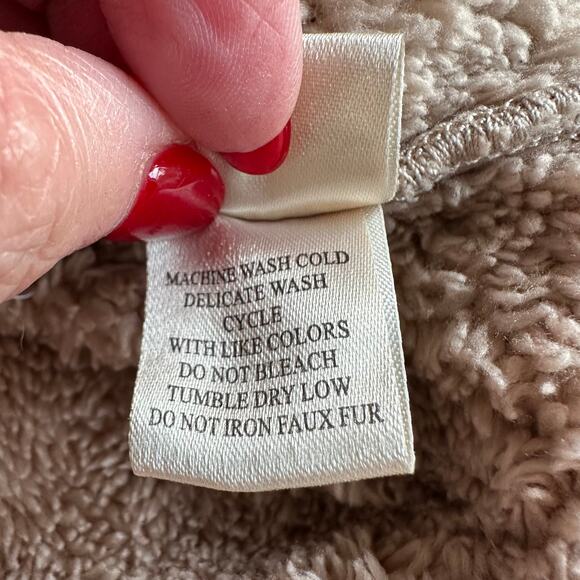 MACHINE WASH COLD
DELICATE WASH
CYCLE
WITH LIKE COLORS
DO NOT BLEACH
TUMBLE DRY LOW
DO NOT IRON FAUX FUR